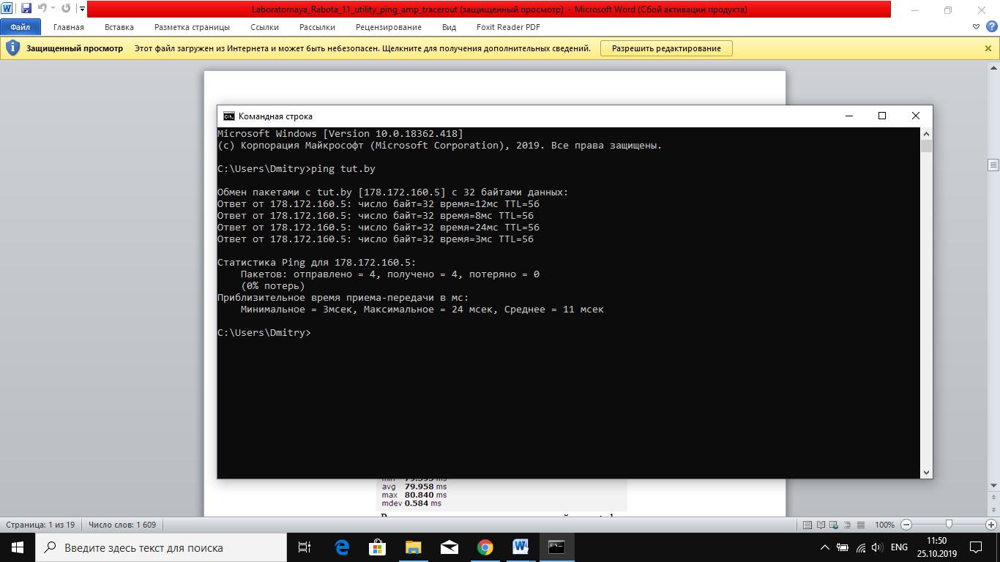 Laboratornaya_Rabota_11_utility_ping_amp_tracerout (защищенный просмотр) - Microsoft Word (Сбой активации продукта)
Файл Главная Вставка Разметка страницы Ссылки Рассылки Рецензирование Вид Foxit Reader PDF
Защищенный просмотр Этот файл загружен из Интернета и может быть небезопасен. Щелкните для получения дополнительных сведений. Разрешить редактирование
Командная строка
Microsoft Windows [Version 10.0.18362.418]
(c) Корпорация Майкрософт (Microsoft Corporation), 2019. Все права защищены.
C:\Users\Dmitry>ping tut.by
Обмен пакетами с tut.by [178.172.160.5] с 32 байтами данных:
Ответ от 178.172.160.5: число байт=32 время=12мс TTL=56
Ответ от 178.172.160.5: число байт=32 время=8мс TTL=56
Ответ от 178.172.160.5: число байт=32 время=24мс TTL=56
Ответ от 178.172.160.5: число байт=32 время=3мс TTL=56
Статистика Ping для 178.172.160.5:
Пакетов: отправлено = 4, получено = 4, потеряно = 0
(0% потерь)
Приблизительное время приема-передачи в мс:
Минимальное = 3мсек, Максимальное = 24 мсек, Среднее = 11 мсек
C:\Users\Dmitry>
avg 79.958 ms
max 80.840 ms
mdev 0.584 ms
Страница: 1 из 19 Число слов: 1 609 100%
Введите здесь текст для поиска ENG 11:50
25.10.2019